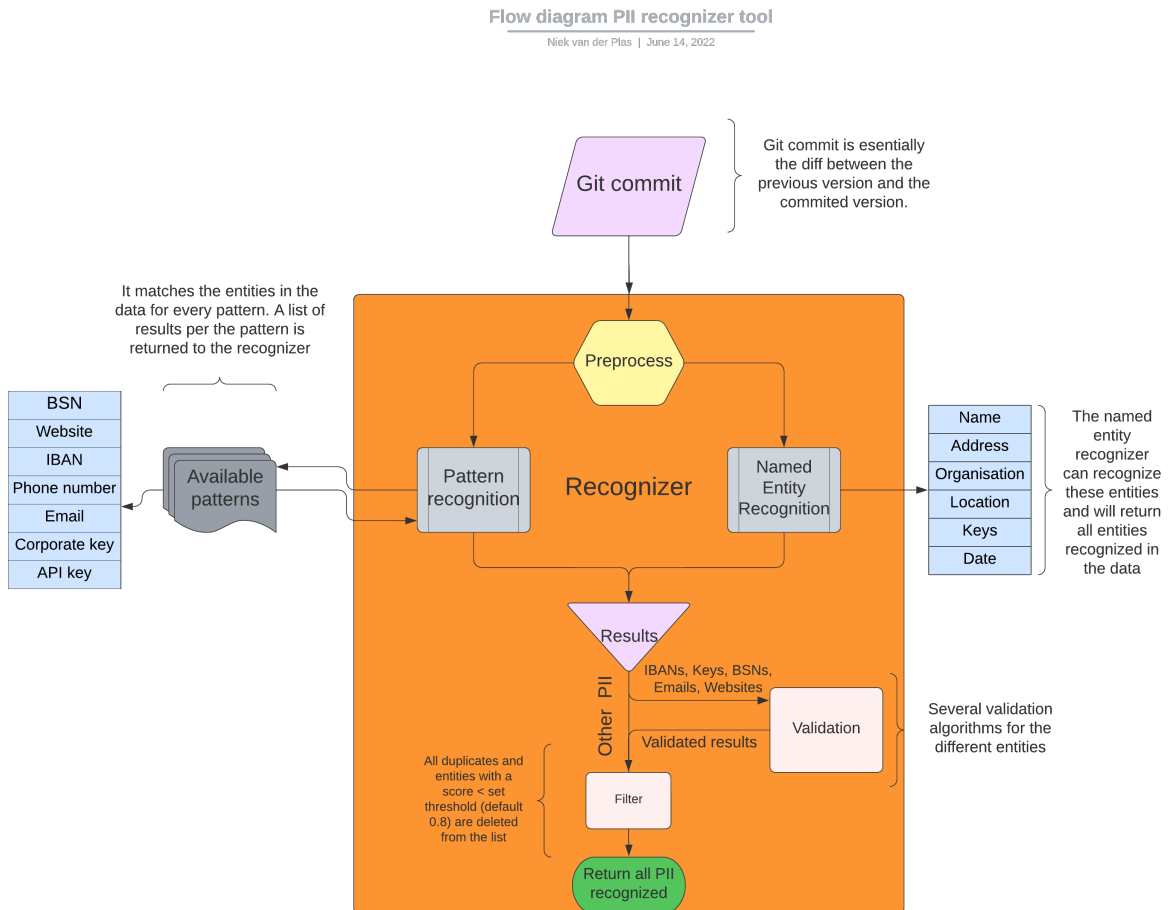 Flow diagram PII recognizer tool
Niek van der Plas | June 14, 2022
Git commit
Git commit is esentially
the diff between the
previous version and the
commited version.
It matches the entities in the
data for every pattern. A list of
results per the pattern is
returned to the recognizer
Preprocess
BSN
Website
IBAN
Phone number
Email
Corporate key
API key
Available
patterns
Pattern
recognition
Recognizer
Named
Entity
Recognition
Name
Address
Organisation
Location
Keys
Date
The named
entity
recognizer
can recognize
these entities
and will return
all entities
recognized in
the data
Results
IBANs, Keys, BSNs,
Emails, Websites
Other PII
Validation
Validated results
Several validation
algorithms for the
different entities
All duplicates and
entities with a
score < set
threshold (default
0.8) are deleted
from the list
Filter
Return all PII
recognized